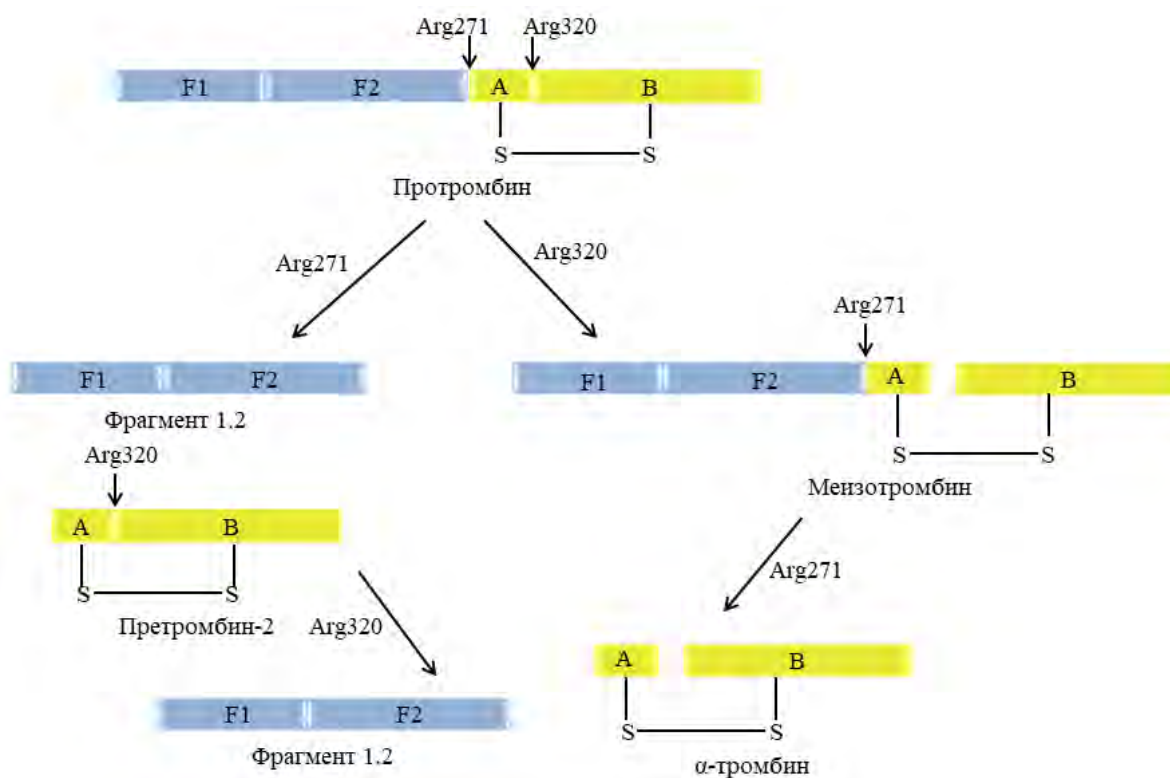 Arg271 Arg320
F1 F2 A B
S S
Протромбин
Arg271 Arg320
Arg271
F1 F2
F1 F2 A B
Фрагмент 1.2
Arg320
S S
Меизотромбин
A B
Arg271
S S
Претромбин-2
Arg320
A B
F1 F2
S S
Фрагмент 1.2
α-тромбин